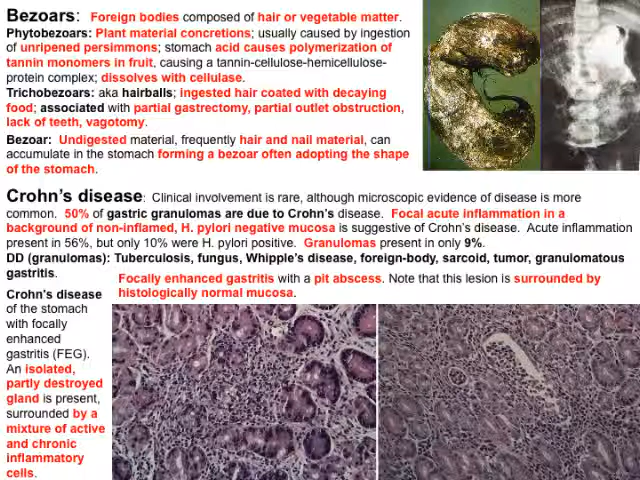 Bezoars: Foreign bodies composed of hair or vegetable matter.
Phytobezoars: Plant material concretions; usually caused by ingestion
of unripened persimmons; stomach acid causes polymerization of
tannin monomers in fruit, causing a tannin-cellulose-hemicellulose-
protein complex; dissolves with cellulase.
Trichobezoars: aka hairballs; ingested hair coated with decaying
food; associated with partial gastrectomy, partial outlet obstruction,
lack of teeth, vagotomy.
Bezoar: Undigested material, frequently hair and nail material, can
accumulate in the stomach forming a bezoar often adopting the shape
of the stomach.
Crohn's disease: Clinical involvement is rare, although microscopic evidence of disease is more
common. 50% of gastric granulomas are due to Crohn's disease. Focal acute inflammation in a
background of non-inflamed, H. pylori negative mucosa is suggestive of Crohn's disease. Acute inflammation
present in 56%, but only 10% were H. pylori positive. Granulomas present in only 9%.
DD (granulomas): Tuberculosis, fungus, Whipple's disease, foreign-body, sarcoid, tumor, granulomatous
gastritis.
Focally enhanced gastritis with a pit abscess. Note that this lesion is surrounded by
histologically normal mucosa.
Crohn's disease
of the stomach
with focally
enhanced
gastritis (FEG).
An isolated,
partly destroyed
gland is present,
surrounded by a
mixture of active
and chronic
inflammatory
cells.